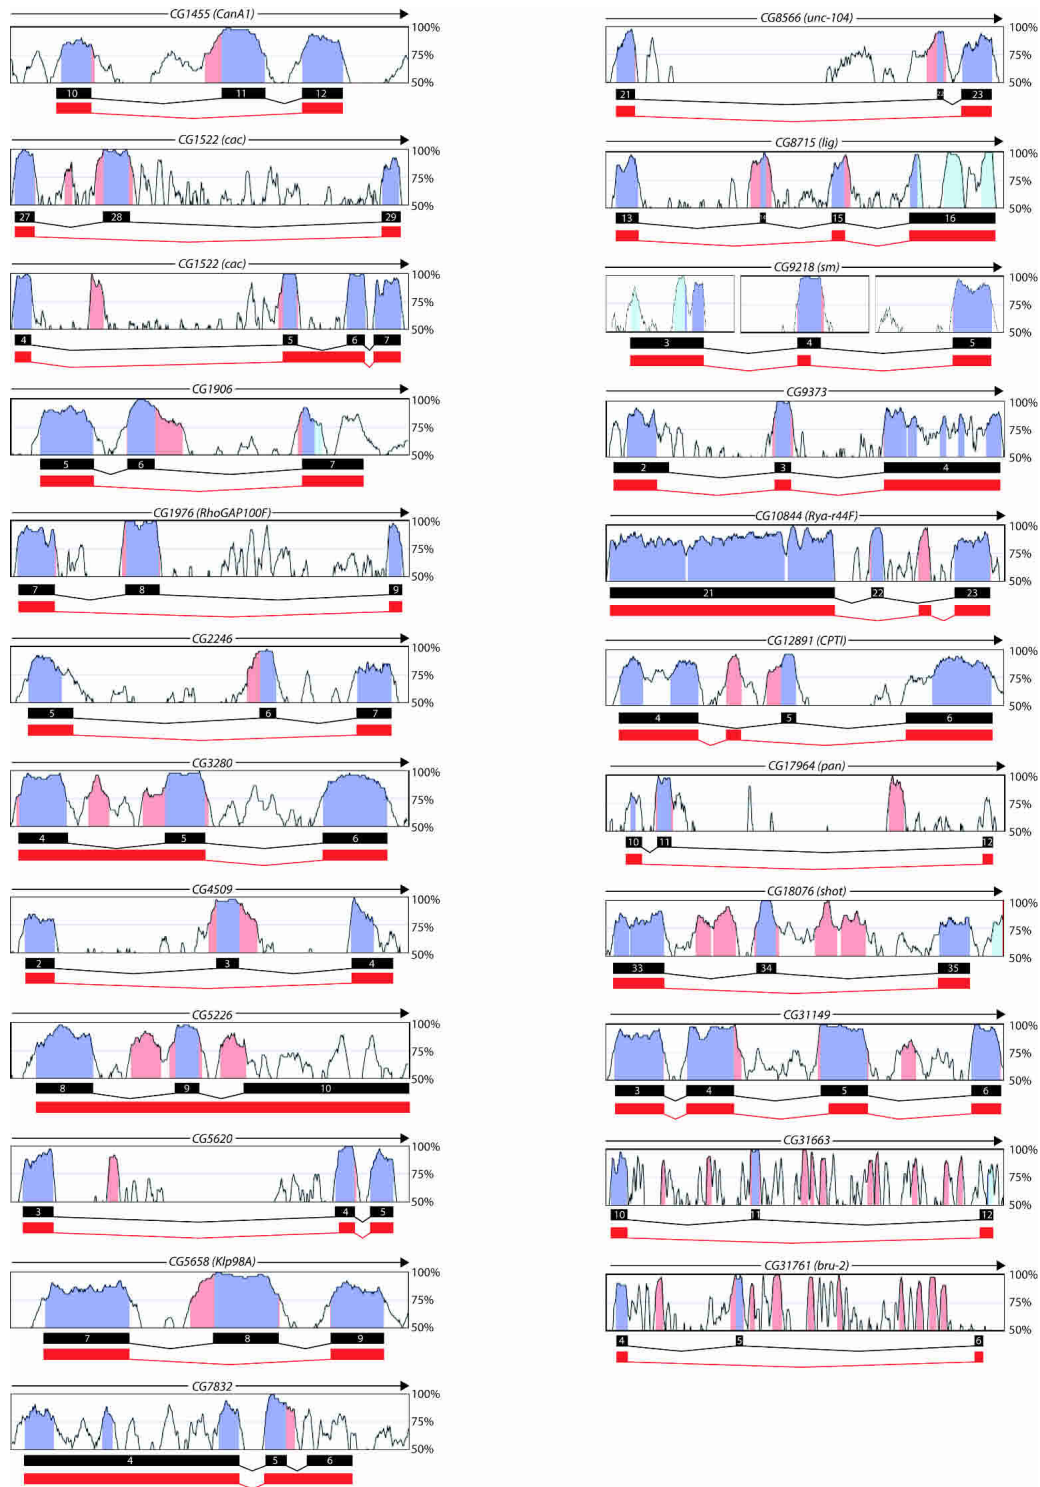 CG1455 (CanA1)
100%
75%
50%
10 11 12
CG1522 (cac)
100%
75%
50%
27 28 29
CG1522 (cac)
100%
75%
50%
4 5 6 7
CG1906
100%
75%
50%
5 6 7
CG1976 (RhoGAP100F)
100%
75%
50%
7 8 9
CG2246
100%
75%
50%
5 6 7
CG3280
100%
75%
50%
4 5 6
CG4509
100%
75%
50%
2 3 4
CG5226
100%
75%
50%
8 9 10
CG5620
100%
75%
50%
3 4 5
CG5658 (Klp98A)
100%
75%
50%
7 8 9
CG7832
100%
75%
50%
4 5 6
CG8566 (unc-104)
100%
75%
50%
21 22 23
CG8715 (lig)
100%
75%
50%
13 14 15 16
CG9218 (sm)
100%
75%
50%
3 4 5
CG9373
100%
75%
50%
2 3 4
CG10844 (Rya-r44F)
100%
75%
50%
21 22 23
CG12891 (CPTI)
100%
75%
50%
4 5 6
CG17964 (pan)
100%
75%
50%
10 11 12
CG18076 (shot)
100%
75%
50%
33 34 35
CG31149
100%
75%
50%
3 4 5 6
CG31663
100%
75%
50%
10 11 12
CG31761 (bru-2)
100%
75%
50%
4 5 6